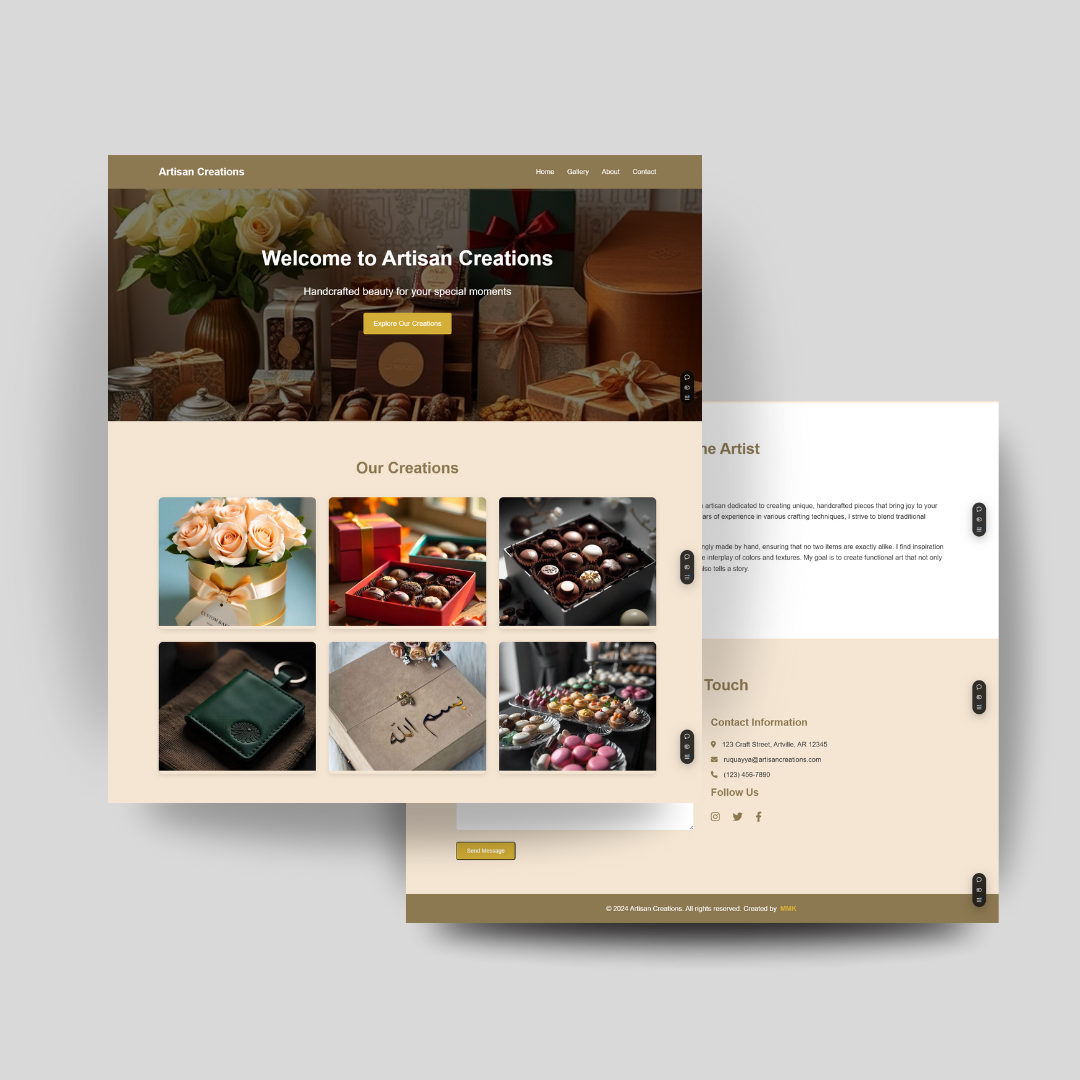 Artisan Creations
Home Gallery About Contact
Welcome to Artisan Creations
Handcrafted beauty for your special moments
Explore Our Creations
Our Creations
بسم الله
he Artist
artisan dedicated to creating unique, handcrafted pieces that bring joy to your
ars of experience in various crafting techniques, I strive to blend traditional
ngly made by hand, ensuring that no two items are exactly alike. I find inspiration
e interplay of colors and textures. My goal is to create functional art that not only
lso tells a story.
Touch
Contact Information
123 Craft Street, Artville, AR 12345
ruquayya@artisancreations.com
(123) 456-7890
Follow Us
Send Message
© 2024 Artisan Creations. All rights reserved. Created by MMK